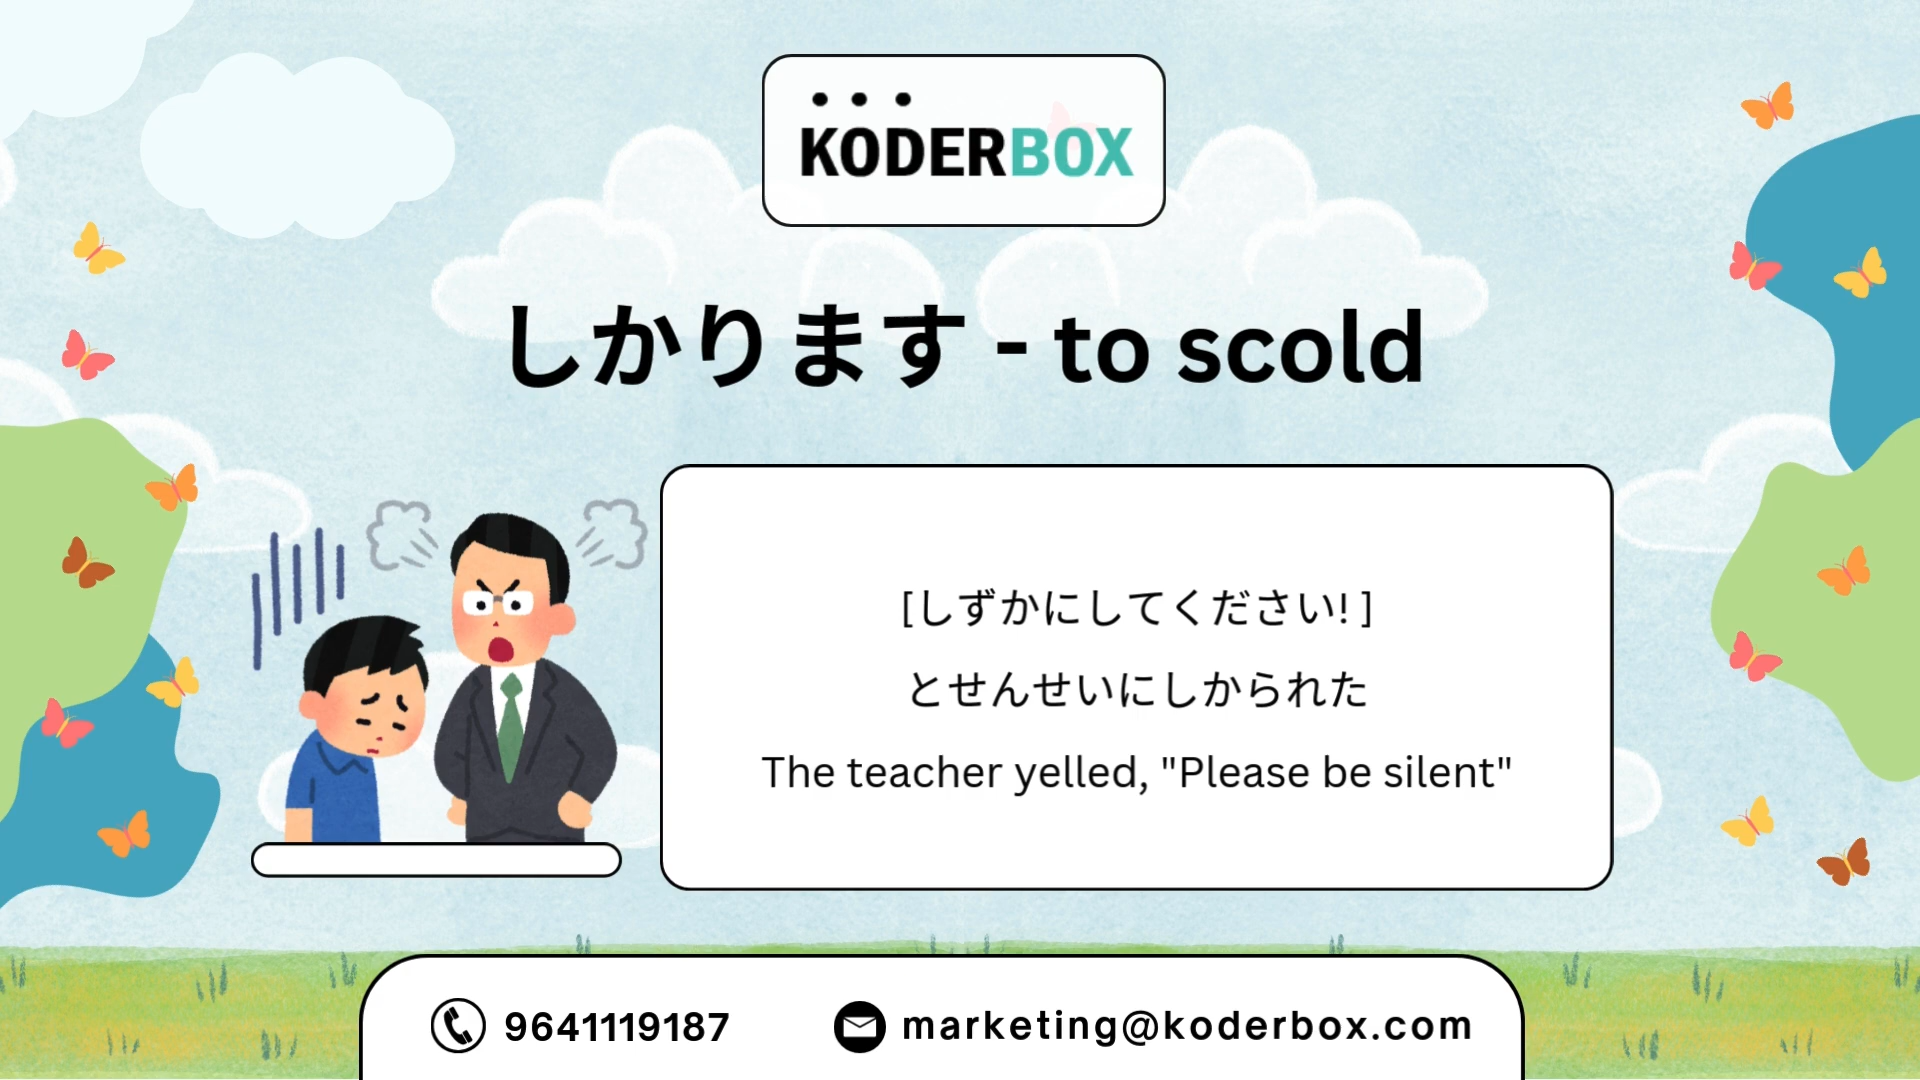 KODERBOX
しかります - to scold
[しずかにしてください! ]
とせんせいにしかられた
The teacher yelled, "Please be silent"
9641119187
marketing@koderbox.com